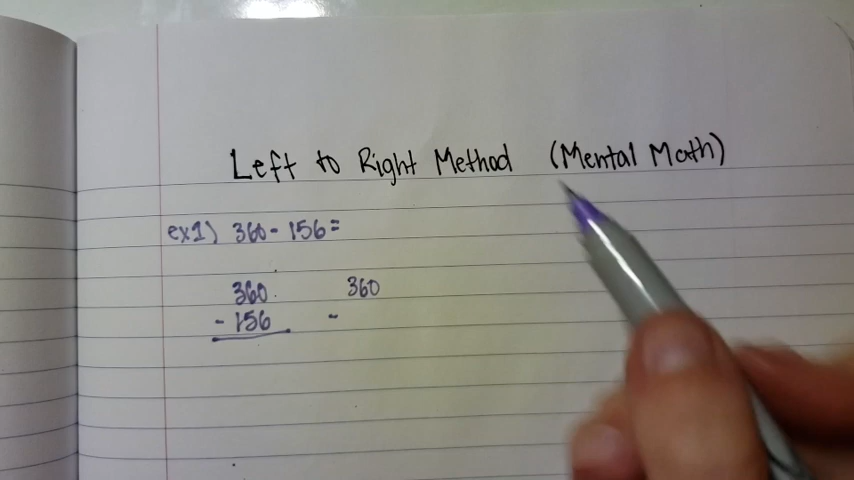 Left to Right Method (Mental Math)
ex1) 360 - 156 =
360 360
- 156 -